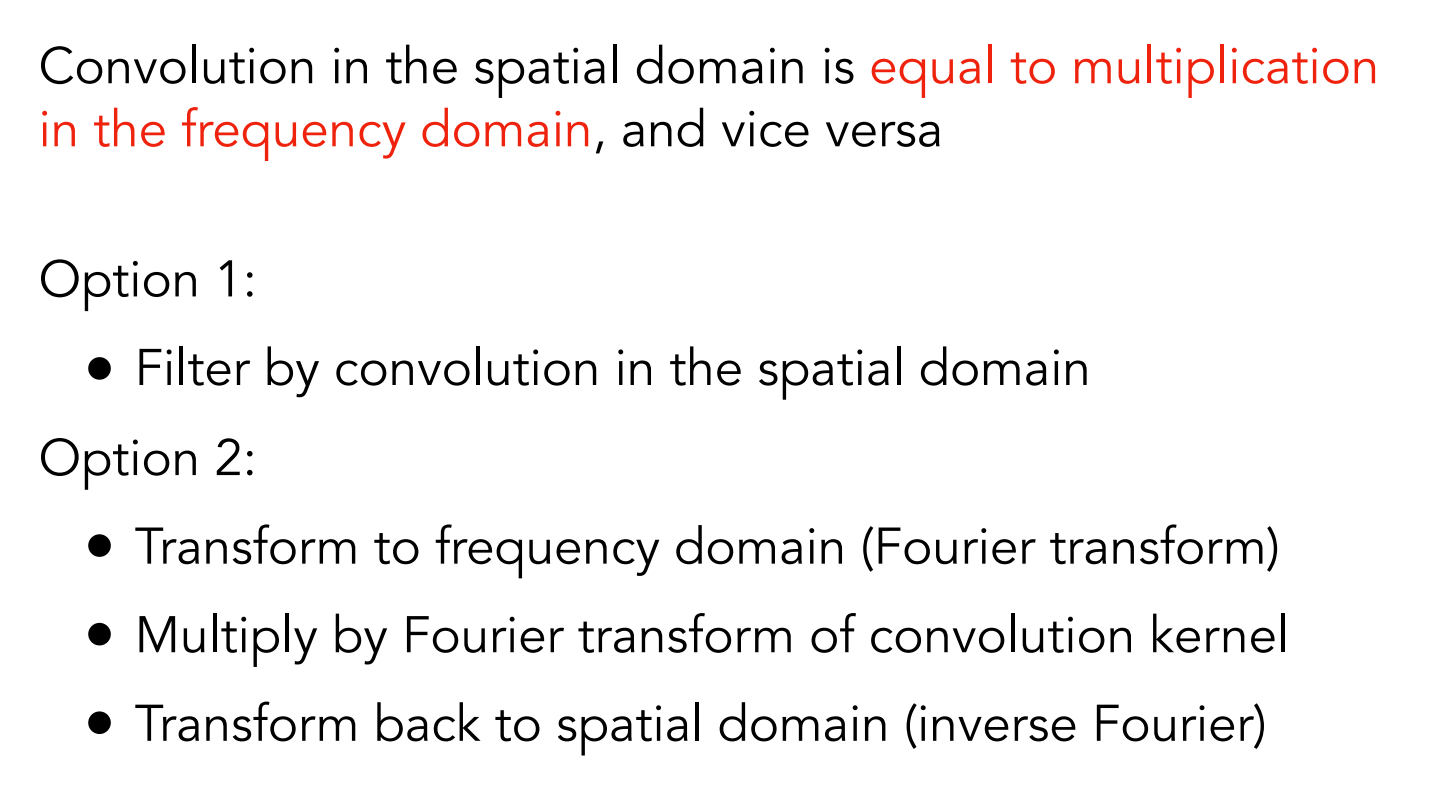 Convolution in the spatial domain is equal to multiplication
in the frequency domain, and vice versa
Option 1:
• Filter by convolution in the spatial domain
Option 2:
• Transform to frequency domain (Fourier transform)
• Multiply by Fourier transform of convolution kernel
• Transform back to spatial domain (inverse Fourier)